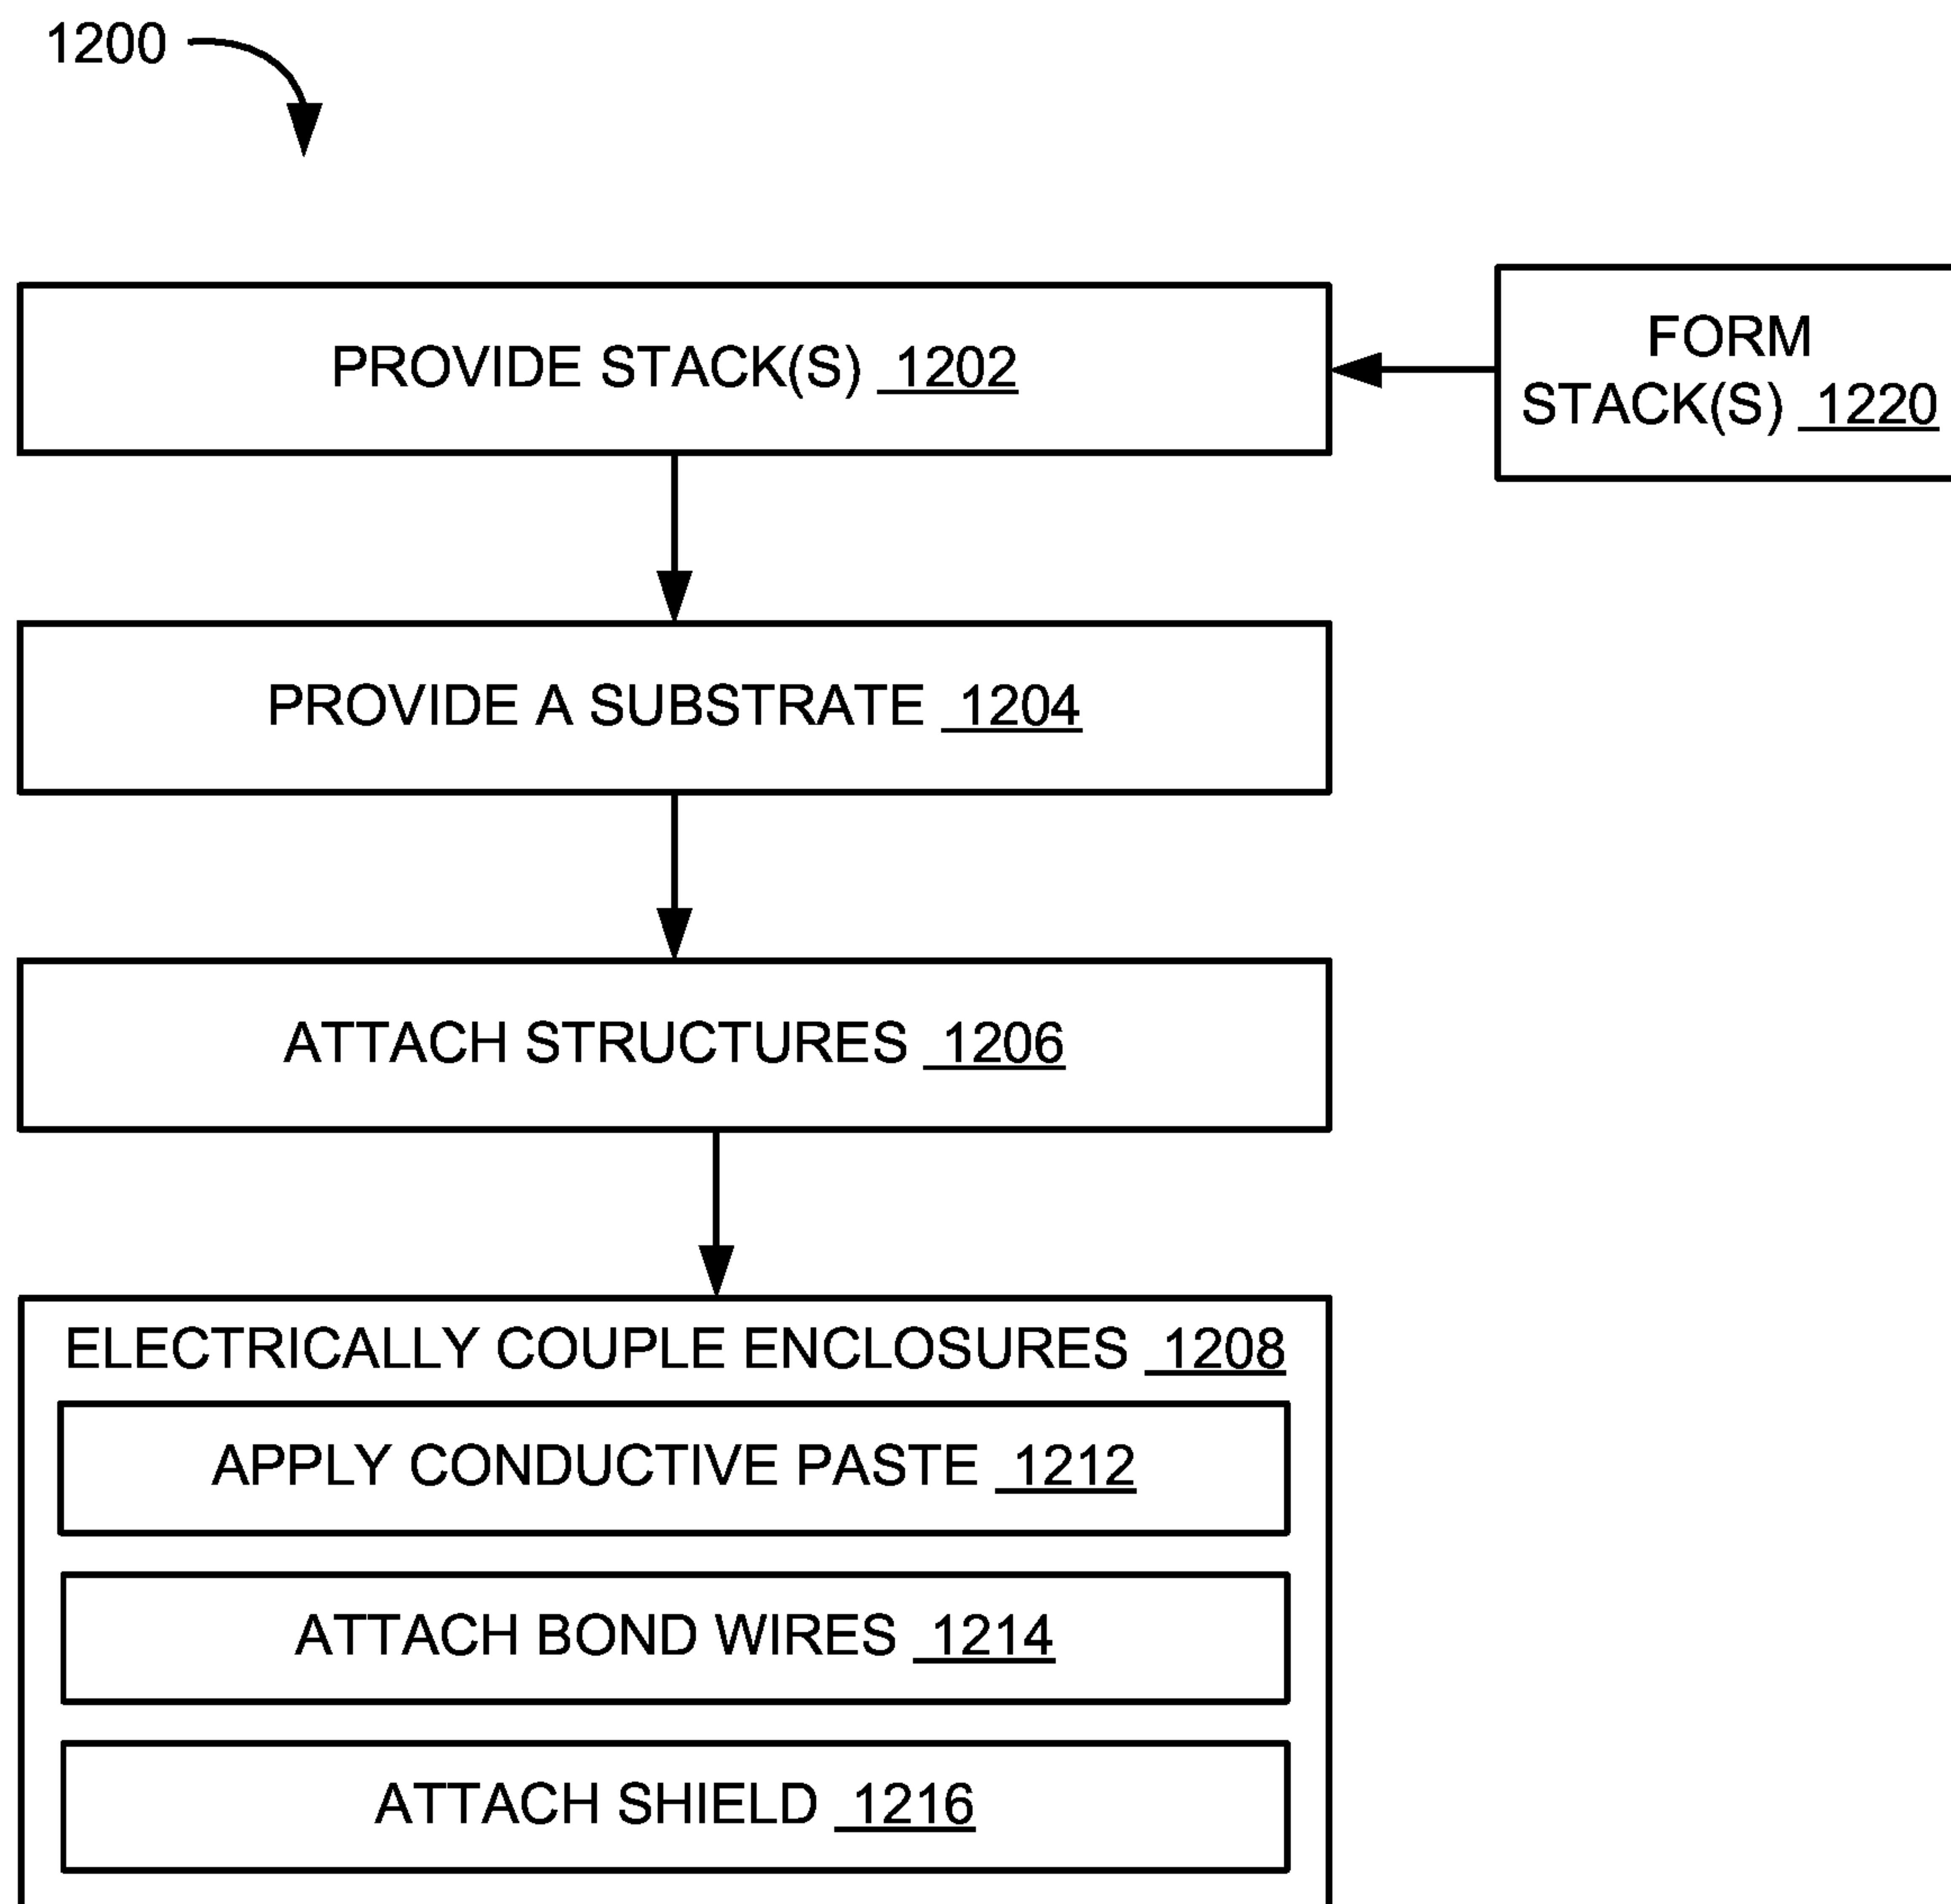 1200
PROVIDE STACK(S) 1202
FORM
STACK(S) 1220
PROVIDE A SUBSTRATE 1204
ATTACH STRUCTURES 1206
ELECTRICALLY COUPLE ENCLOSURES 1208
APPLY CONDUCTIVE PASTE 1212
ATTACH BOND WIRES 1214
ATTACH SHIELD 1216